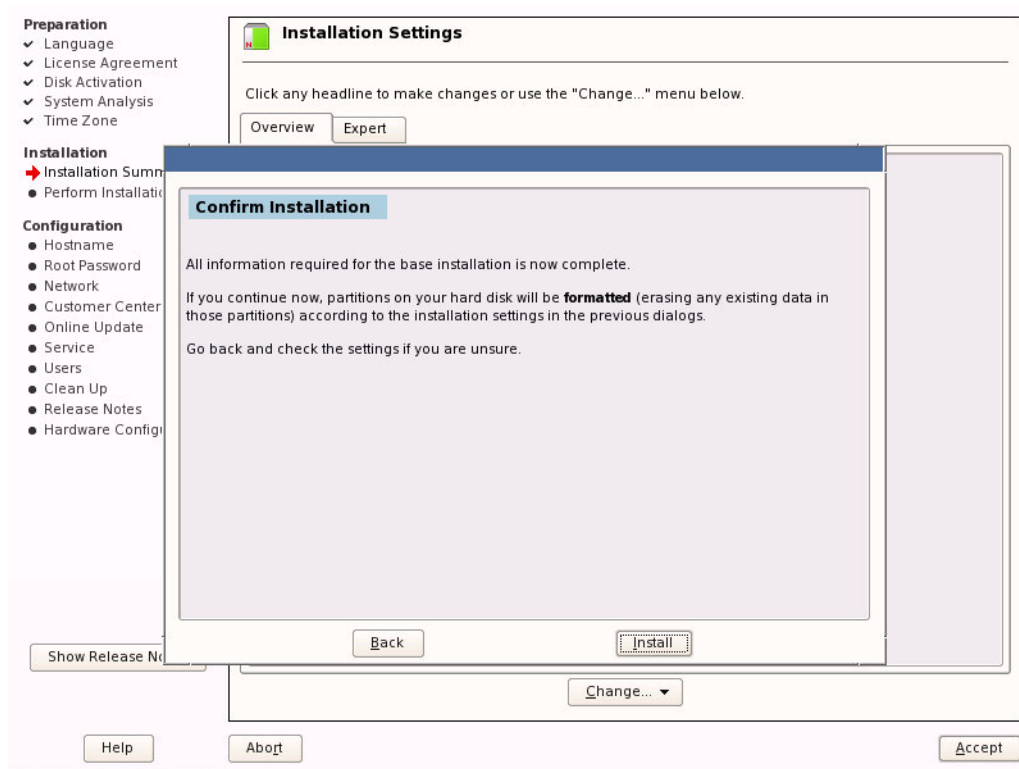 Preparation
Language
License Agreement
Disk Activation
System Analysis
Time Zone
Installation
Installation Summ
Perform Installatio
Configuration
Hostname
Root Password
Network
Customer Center
Online Update
Service
Users
Clean Up
Release Notes
Hardware Configu
Show Release No
Help
N
Installation Settings
Click any headline to make changes or use the "Change..." menu below.
Overview
Expert
Confirm Installation
All information required for the base installation is now complete.
If you continue now, partitions on your hard disk will be formatted (erasing any existing data in
those partitions) according to the installation settings in the previous dialogs.
Go back and check the settings if you are unsure.
Back
Install
Change...
Abort
Accept